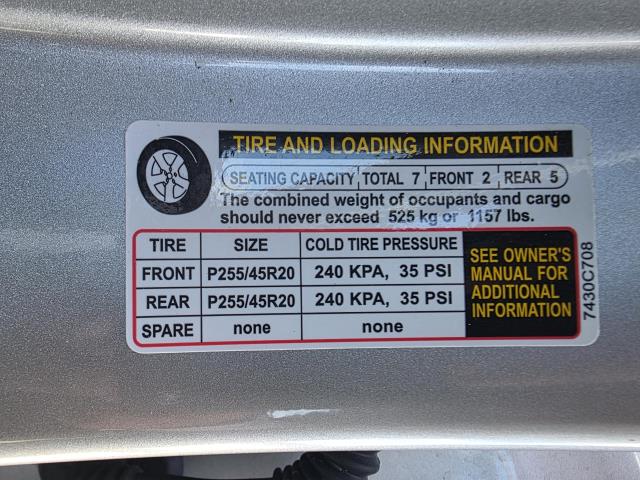 TIRE AND LOADING INFORMATION
SEATING CAPACITY TOTAL 7 FRONT 2 REAR 5
The combined weight of occupants and cargo
should never exceed 525 kg or 1157 lbs.
TIRE SIZE COLD TIRE PRESSURE
FRONT P255/45R20 240 KPA, 35 PSI
REAR P255/45R20 240 KPA, 35 PSI
SPARE none none
SEE OWNER'S
MANUAL FOR
ADDITIONAL
INFORMATION
7430C708